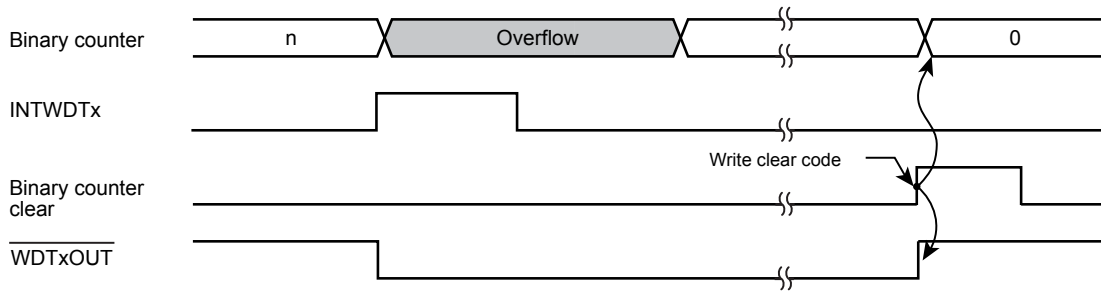 Binary counter
n
Overflow
0
INTWDTx
Write clear code
Binary counter
clear
WDTxOUT